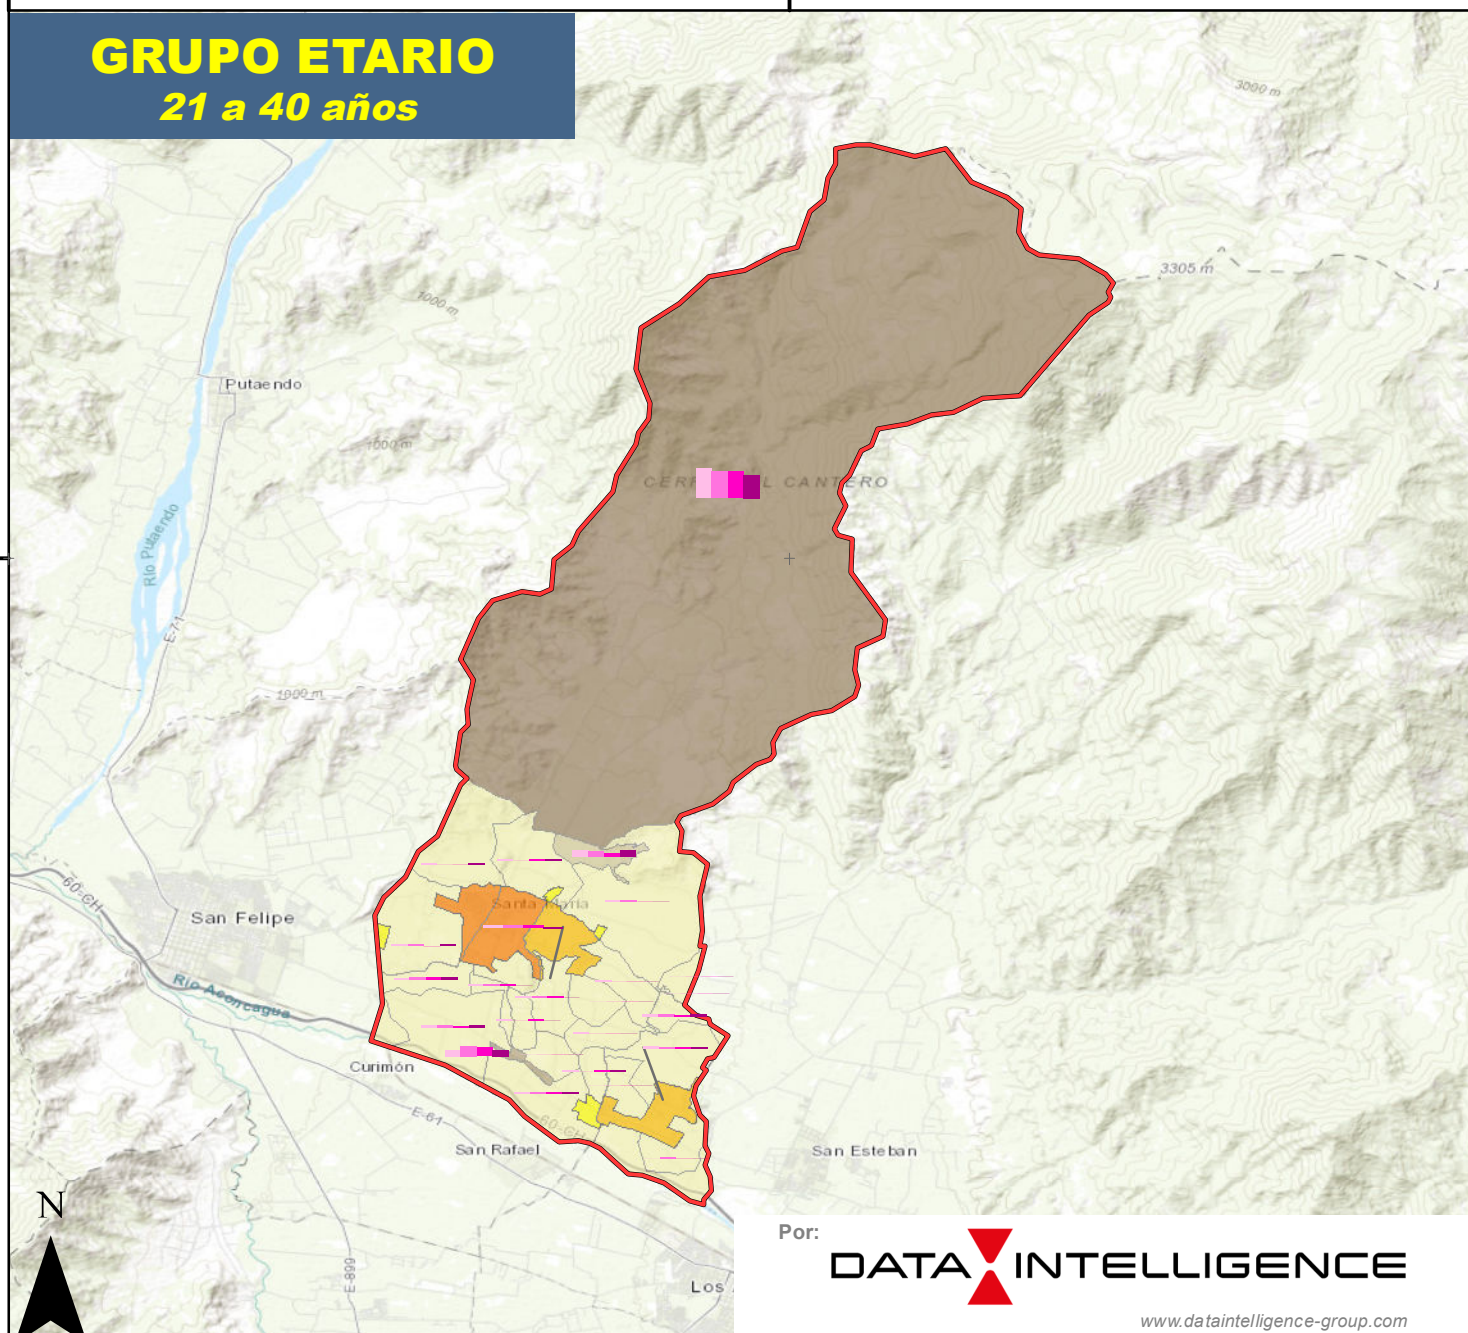 GRUPO ETARIO
21 a 40 años
3000 m
3305 m
1000 m
Putaendo
1000 m
CERR
L CANTERO
Río Putaendo
E-71
1000 m
60-CH
San Felipe
Santa María
Río Aconcagua
Curimón
E-61
60-CH
San Rafael
San Esteban
N
E-899
Los
Por:
DATA INTELLIGENCE
www.dataintelligence-group.com